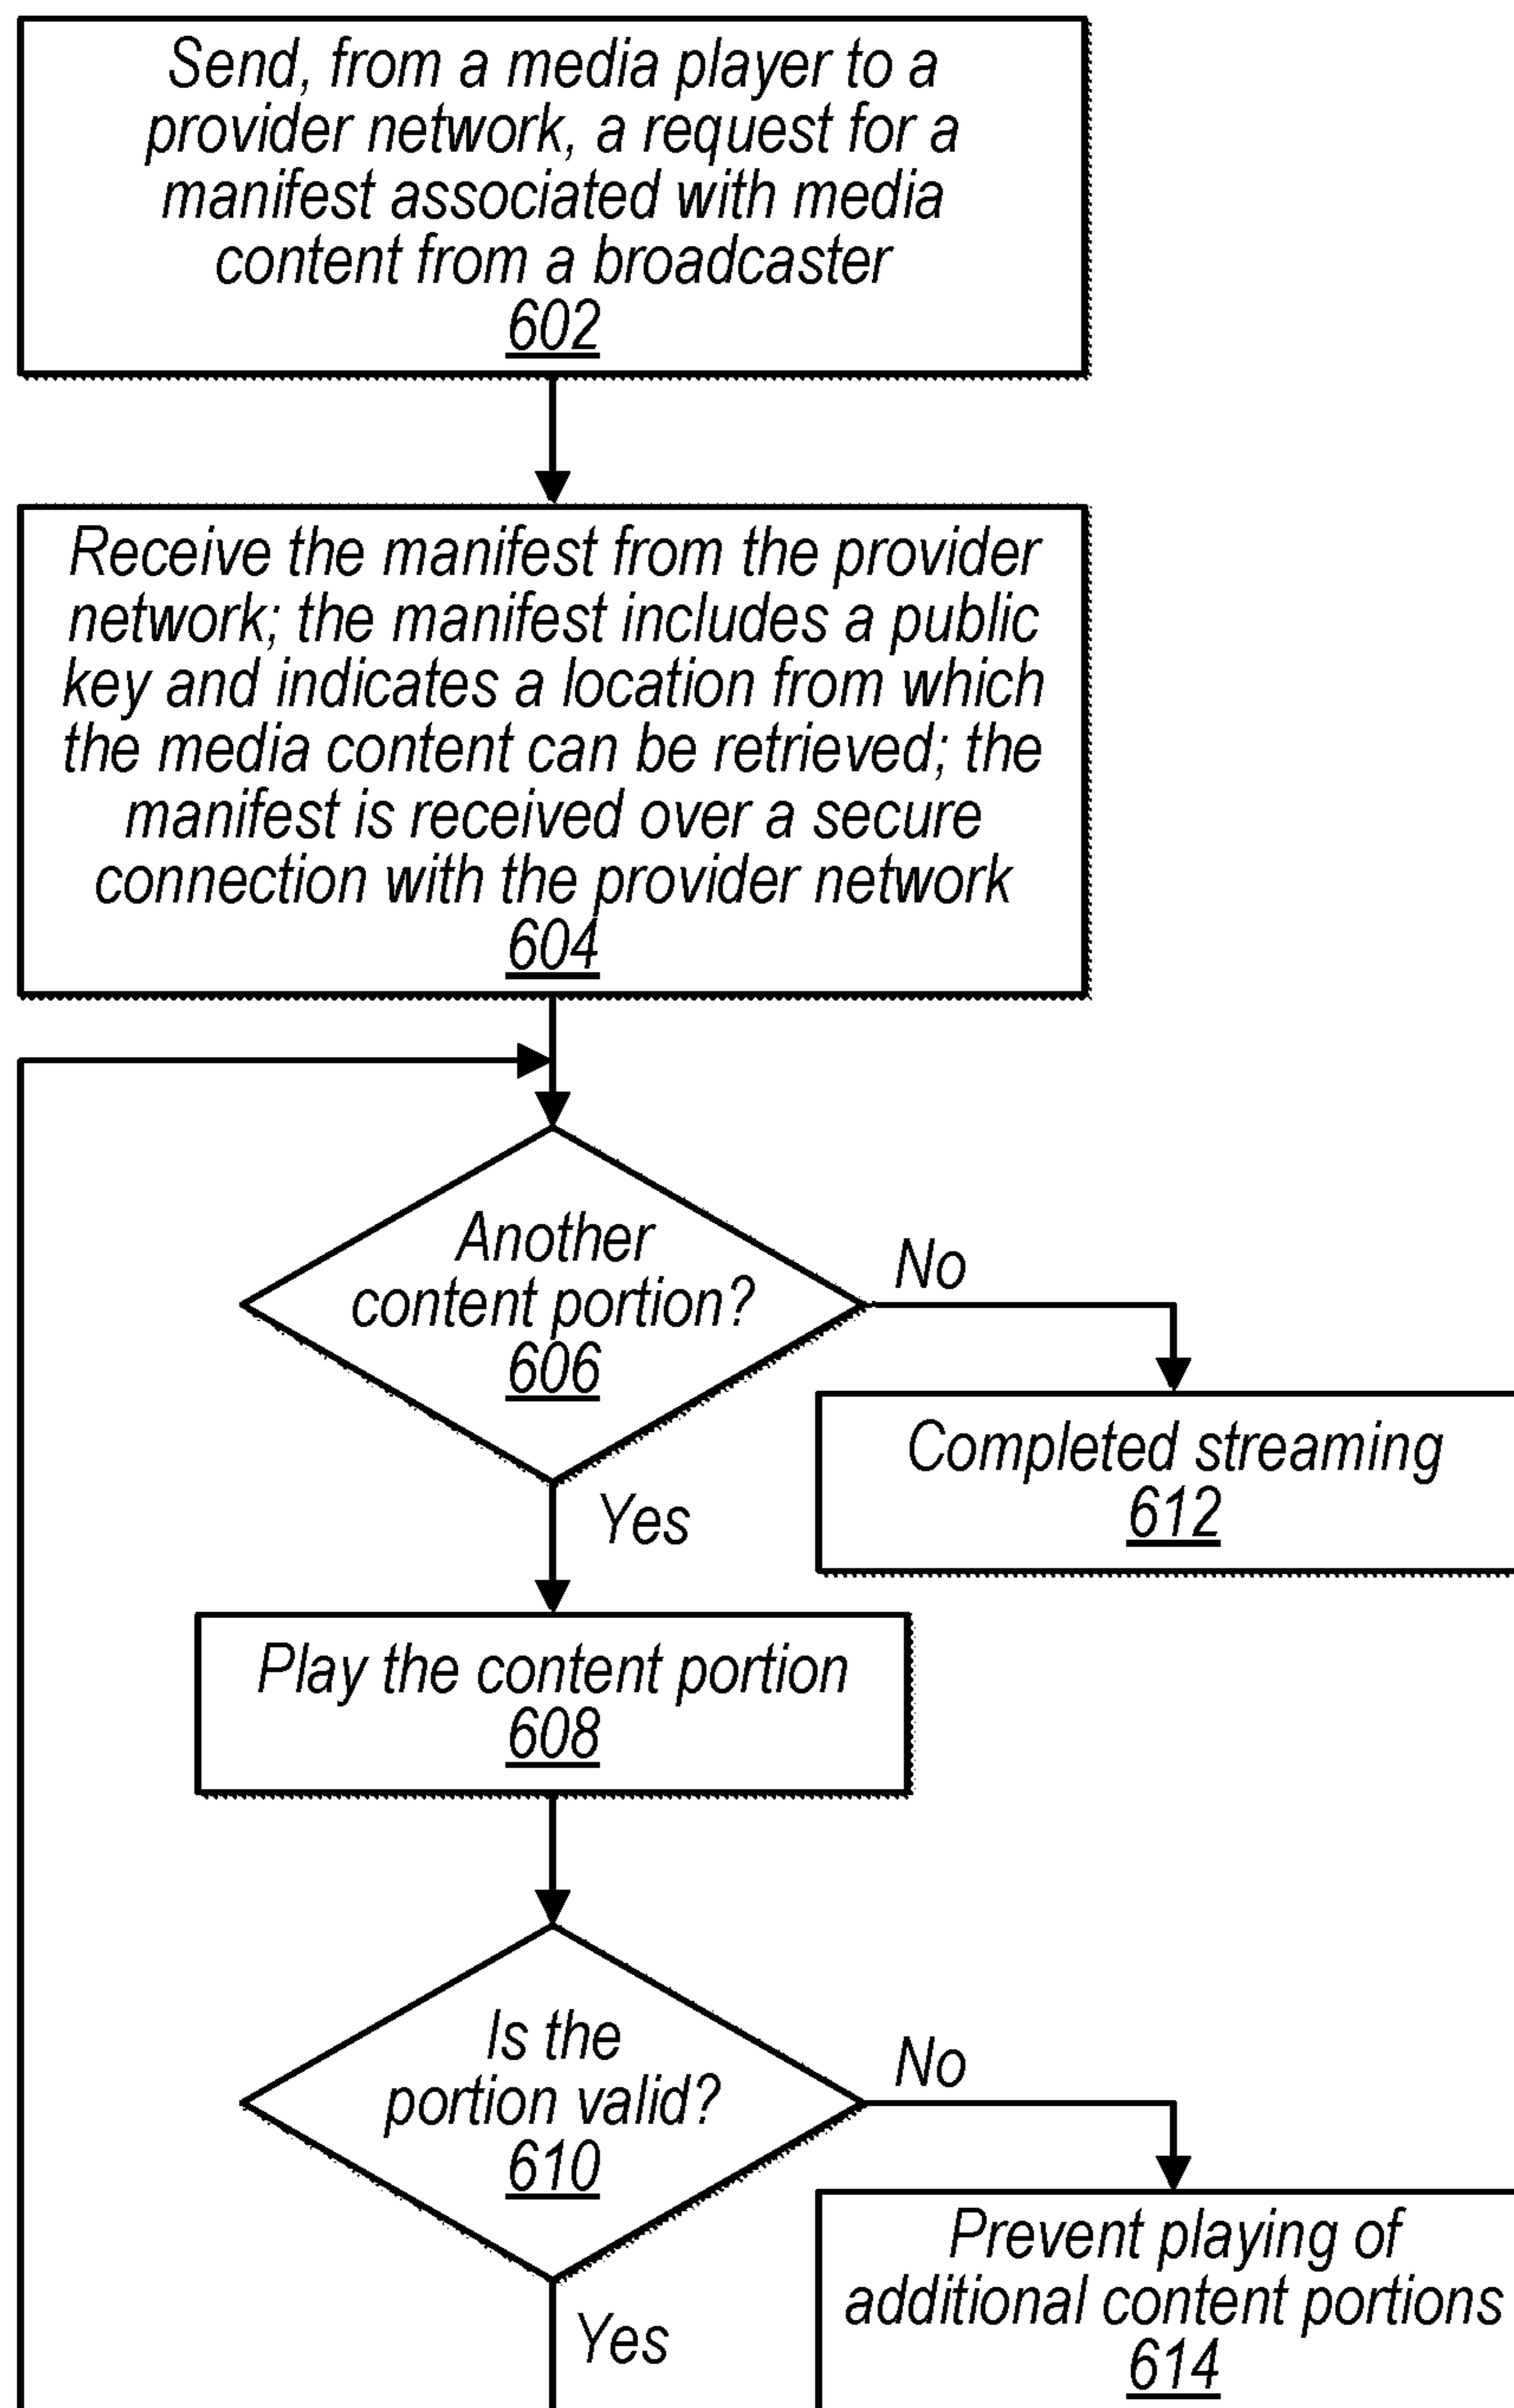 Send, from a media player to a
provider network, a request for a
manifest associated with media
content from a broadcaster
602
Receive the manifest from the provider
network; the manifest includes a public
key and indicates a location from which
the media content can be retrieved; the
manifest is received over a secure
connection with the provider network
604
Another
content portion?
606
No
Completed streaming
612
Yes
Play the content portion
608
Is the
portion valid?
610
No
Prevent playing of
additional content portions
614
Yes